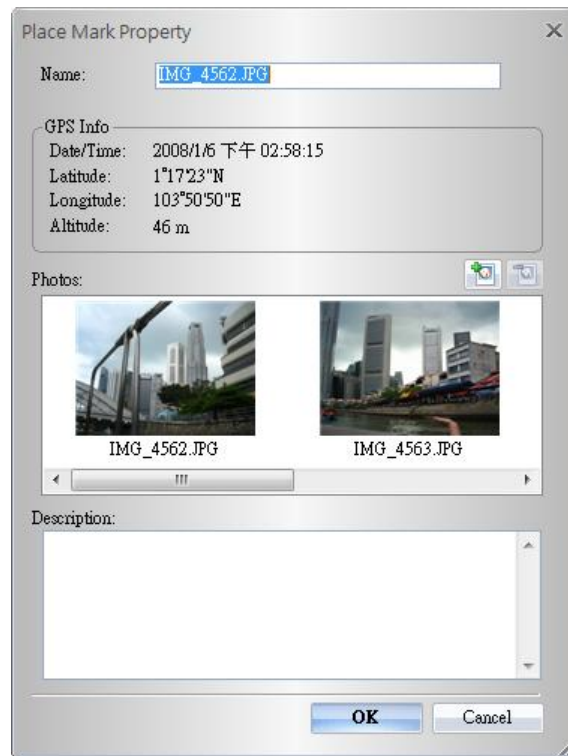 Place Mark Property
Name: IMG_4562.JPG
GPS Info
Date/Time: 2008/1/6 下午 02:58:15
Latitude: 1°17'23"N
Longitude: 103°50'50"E
Altitude: 46 m
Photos:
IMG_4562.JPG IMG_4563.JPG
Description:
OK Cancel